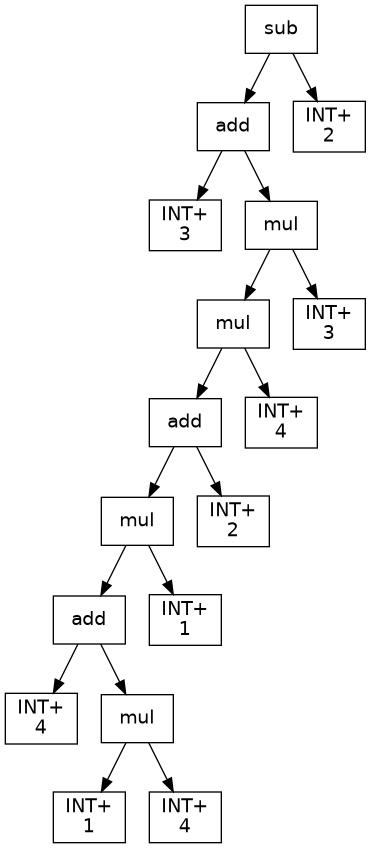 sub
add
INT+
2
INT+
3
mul
mul
INT+
3
add
INT+
4
mul
INT+
2
add
INT+
1
INT+
4
mul
INT+
1
INT+
4